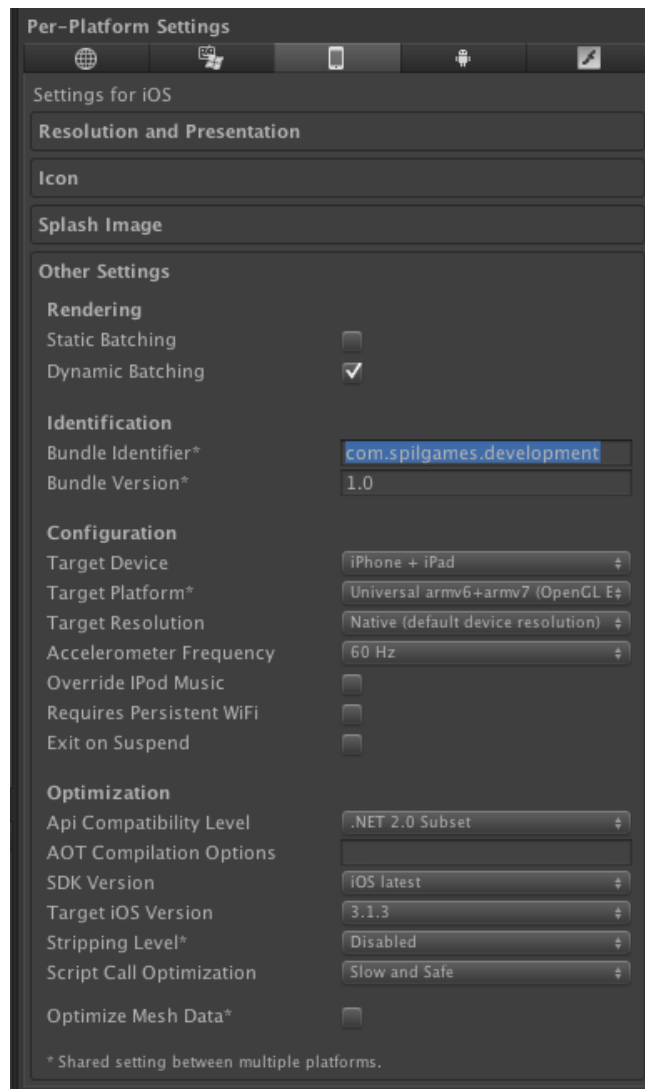 Per-Platform Settings
Settings for iOS
Resolution and Presentation
Icon
Splash Image
Other Settings
Rendering
Static Batching
Dynamic Batching
Identification
Bundle Identifier* com.spilgames.development
Bundle Version* 1.0
Configuration
Target Device iPhone + iPad
Target Platform* Universal armv6+armv7 (OpenGL E
Target Resolution Native (default device resolution)
Accelerometer Frequency 60 Hz
Override IPod Music
Requires Persistent WiFi
Exit on Suspend
Optimization
Api Compatibility Level .NET 2.0 Subset
AOT Compilation Options
SDK Version iOS latest
Target iOS Version 3.1.3
Stripping Level* Disabled
Script Call Optimization Slow and Safe
Optimize Mesh Data*
* Shared setting between multiple platforms.